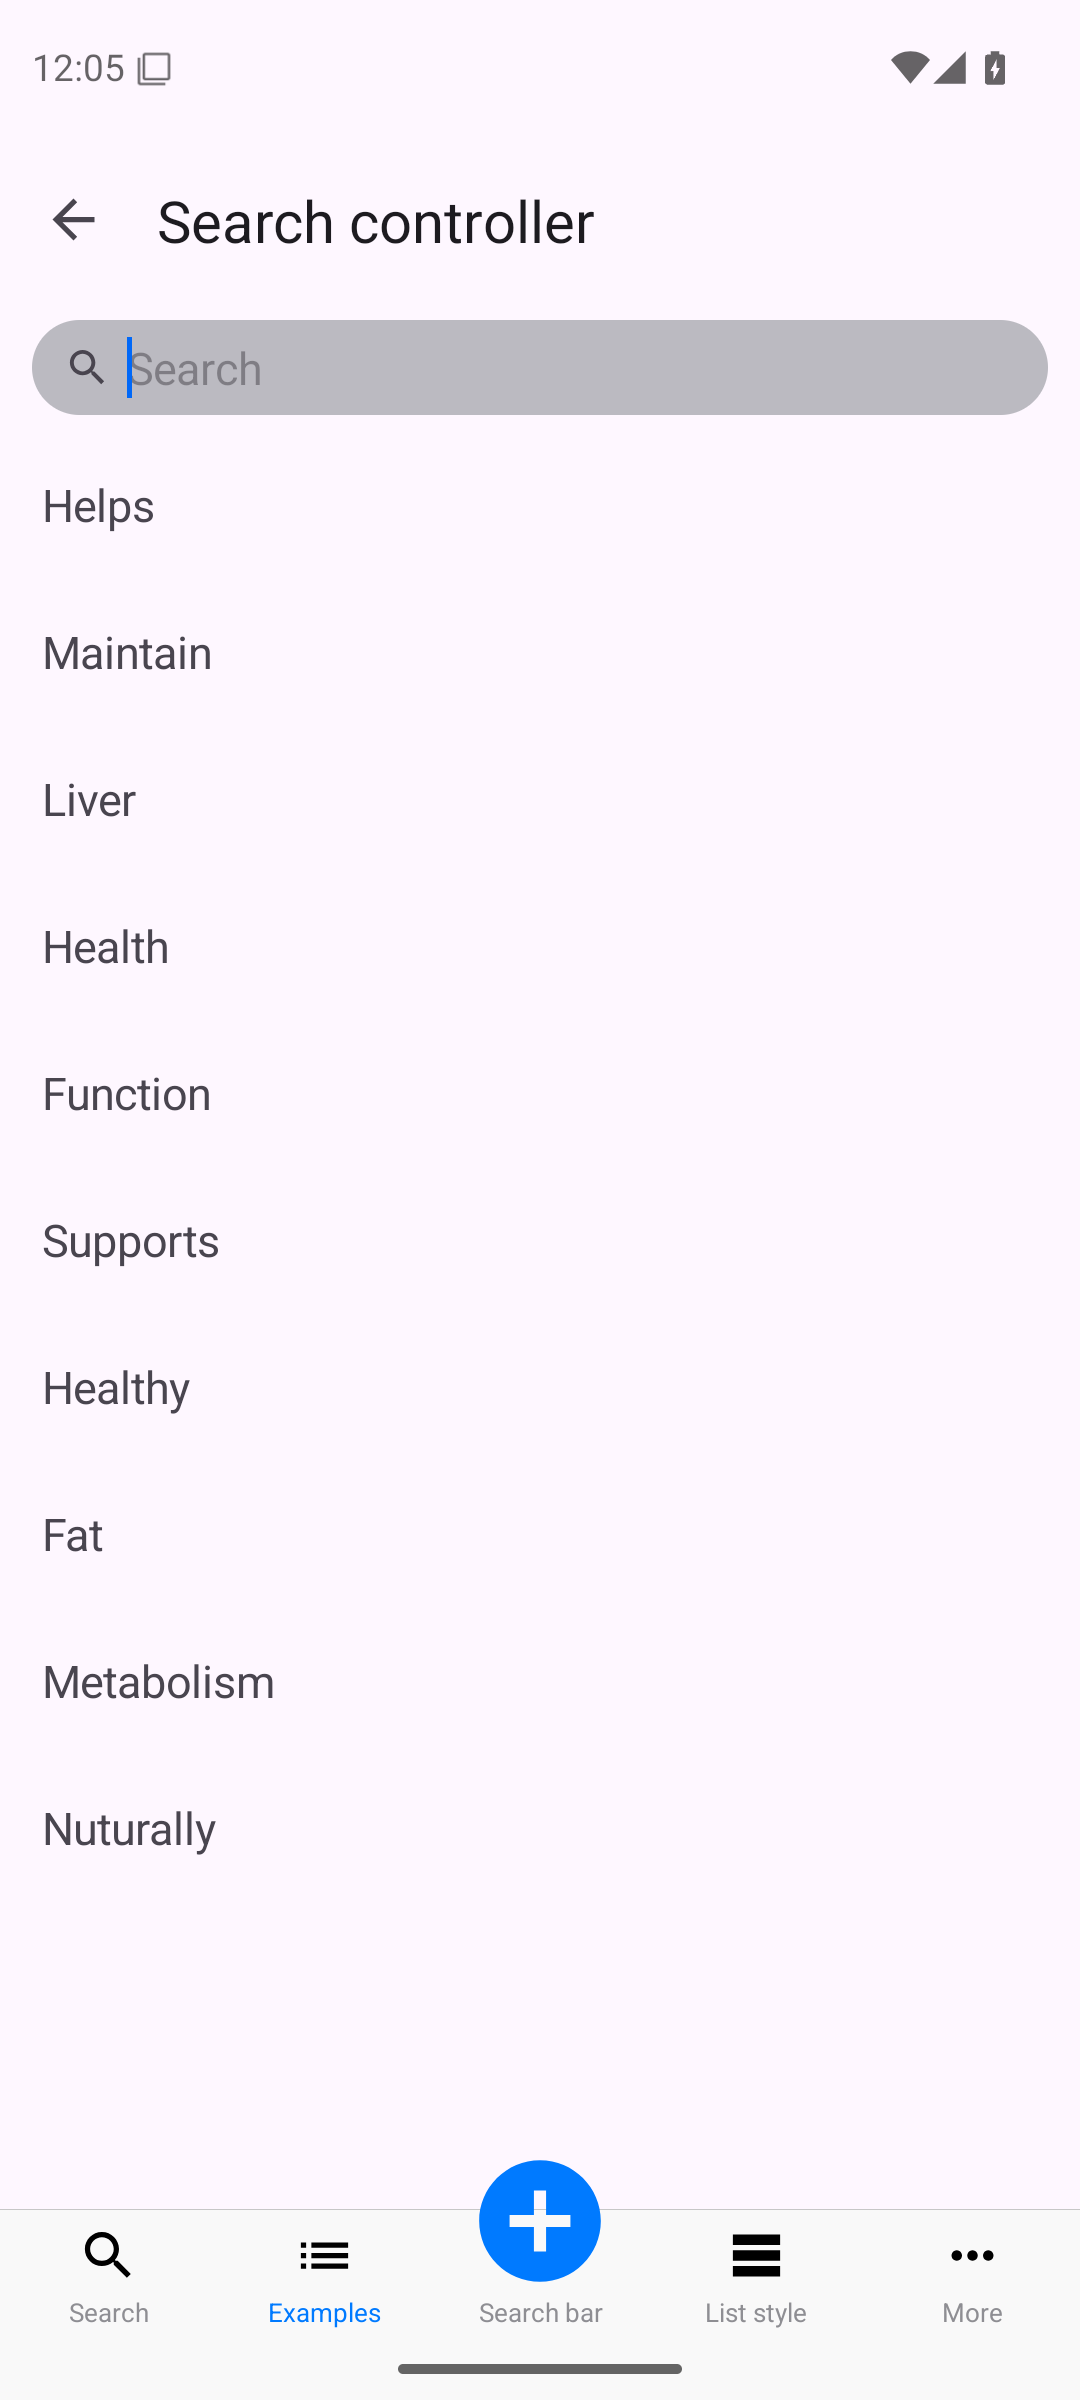 12:05
Search controller
Search
Helps
Maintain
Liver
Health
Function
Supports
Healthy
Fat
Metabolism
Nuturally
Search
Examples
Search bar
List style
More